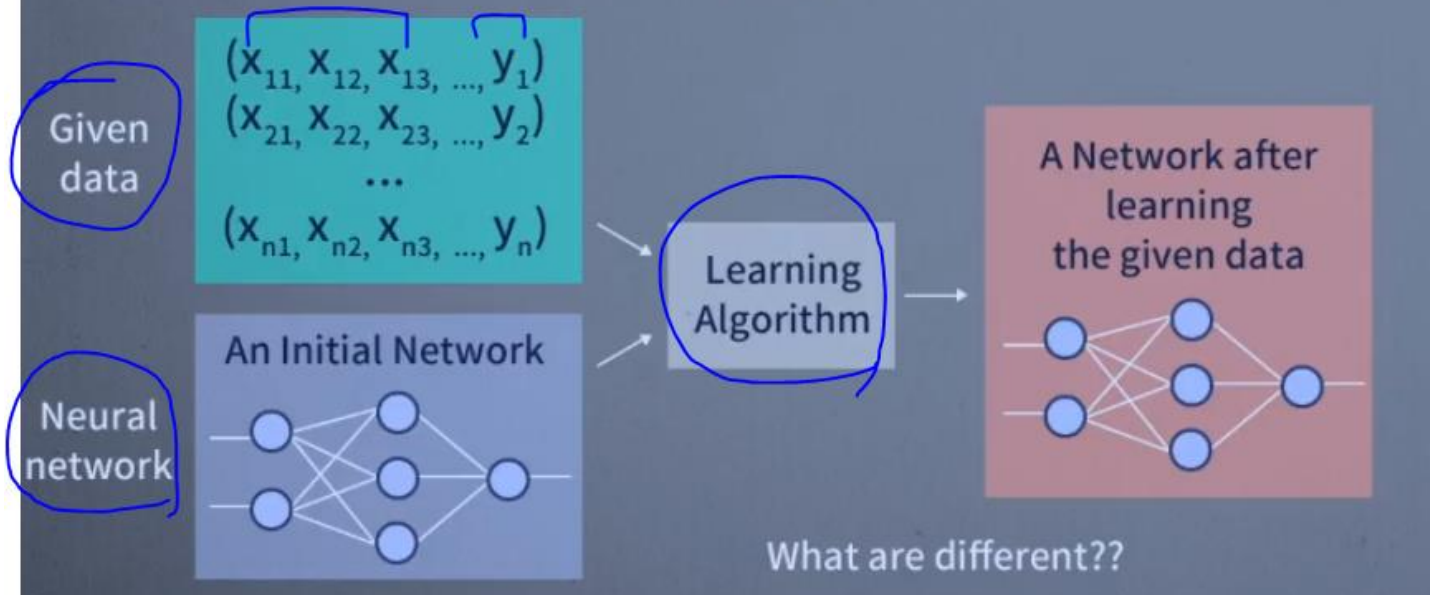 Given
data
(x11, x12, x13, ..., y1)
(x21, x22, x23, ..., y2)
...
(xn1, xn2, xn3, ..., yn)
Neural
network
An Initial Network
Learning
Algorithm
A Network after
learning
the given data
What are different??